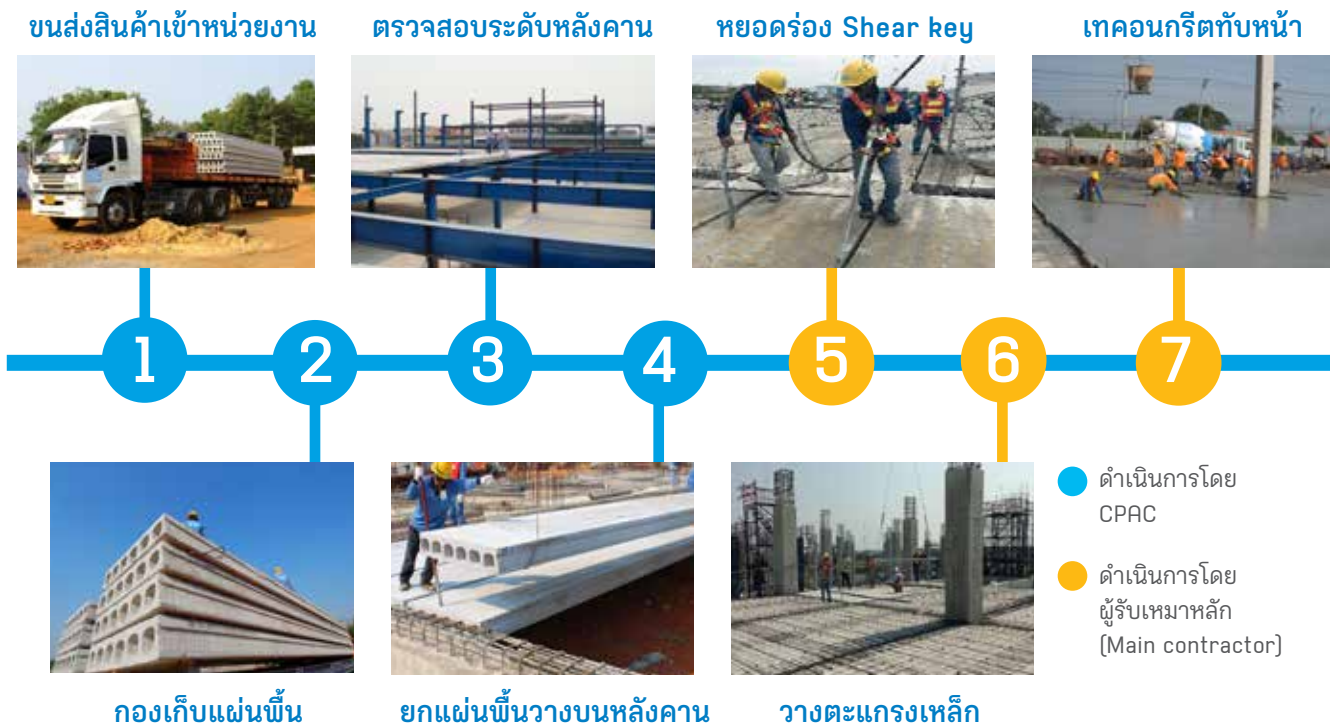 ขนส่งสินค้าเข้าหน่วยงาน
ตรวจสอบระดับหลังคาน
หยอดร่อง Shear key
เทคอนกรีตทับหน้า
1
2
3
4
5
6
7
กองเก็บแผ่นพื้น
ยกแผ่นพื้นวางบนหลังคาน
วางตะแกรงเหล็ก
ดำเนินการโดย
CPAC
ดำเนินการโดย
ผู้รับเหมาหลัก
(Main contractor)